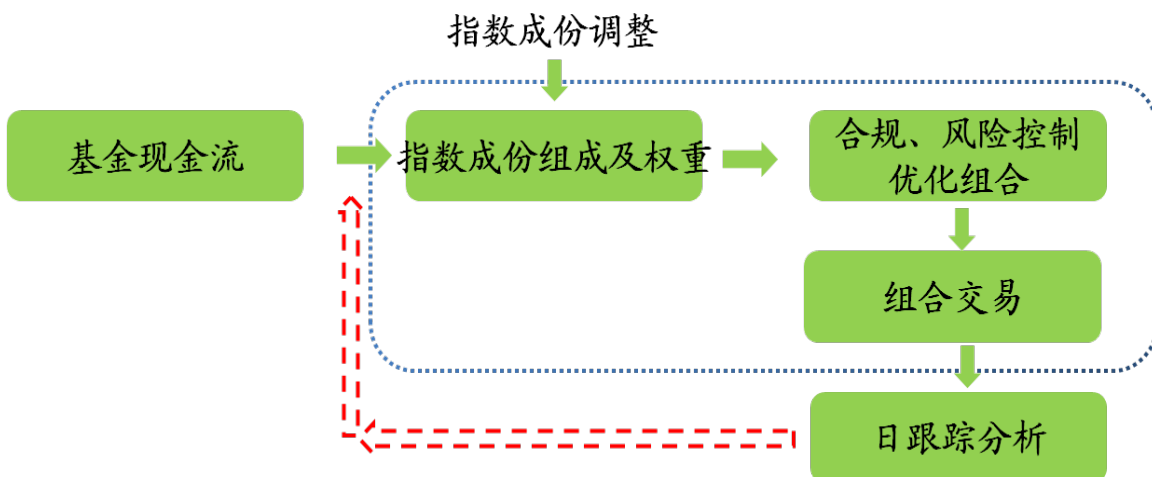 指数成份调整
基金现金流
指数成份组成及权重
合规、风险控制
优化组合
组合交易
日跟踪分析